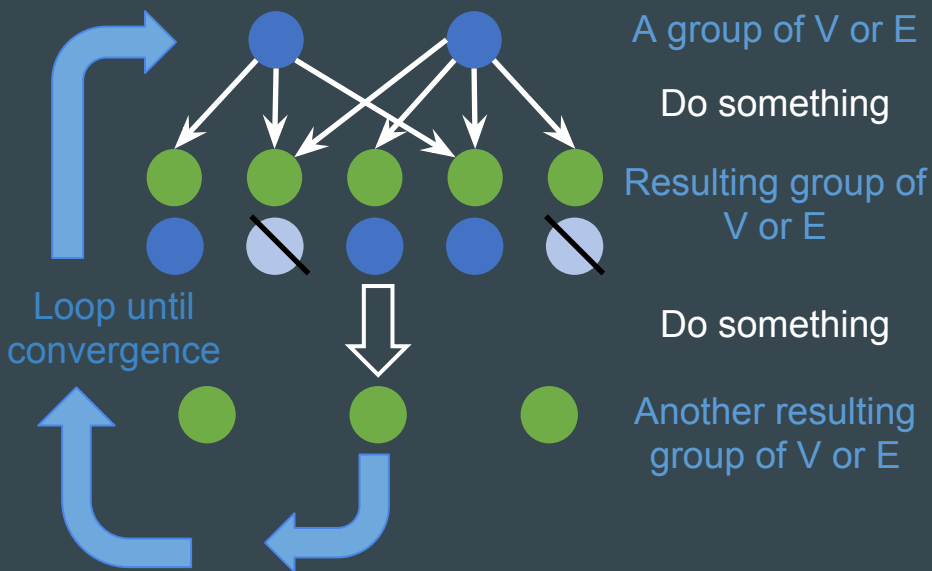 A group of V or E
Do something
Resulting group of
V or E
Loop until
convergence
Do something
Another resulting
group of V or E